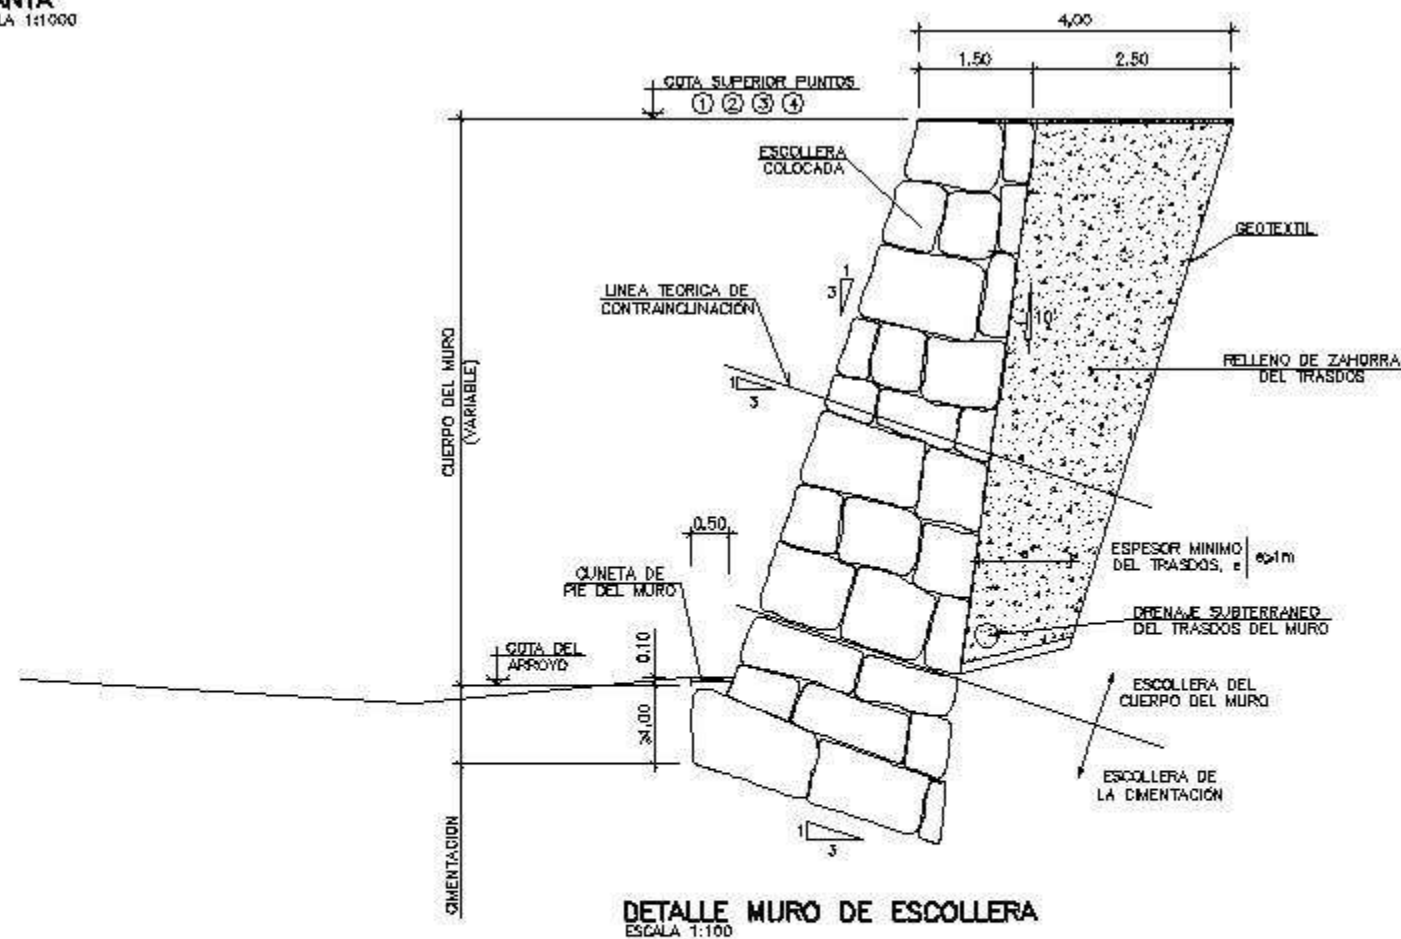 ANTA
LA 1:1000
4,00
1.50
2.50
COTA SUPERIOR PUNTOS
1 2 3 4
ESCOLLERA
COLOCADA
GEOTEXTIL
1
3
LINEA TEORICA DE
CONTRAINCLINACIÓN
10
RELLENO DE ZAHORRA
DEL TRASDOS
1
3
CUERPO DEL MURO
(VARIABLE)
0.50
e
ESPESOR MINIMO
DEL TRASDOS, e
e>1m
CUNETA DE
PIE DEL MURO
DRENAJE SUBTERRANEO
DEL TRASDOS DEL MURO
COTA DEL
ARROYO
0.10
ESCOLLERA DEL
CUERPO DEL MURO
ESCOLLERA DE
LA CIMENTACIÓN
1
3
CIMENTACION
DETALLE MURO DE ESCOLLERA
ESCALA 1:100